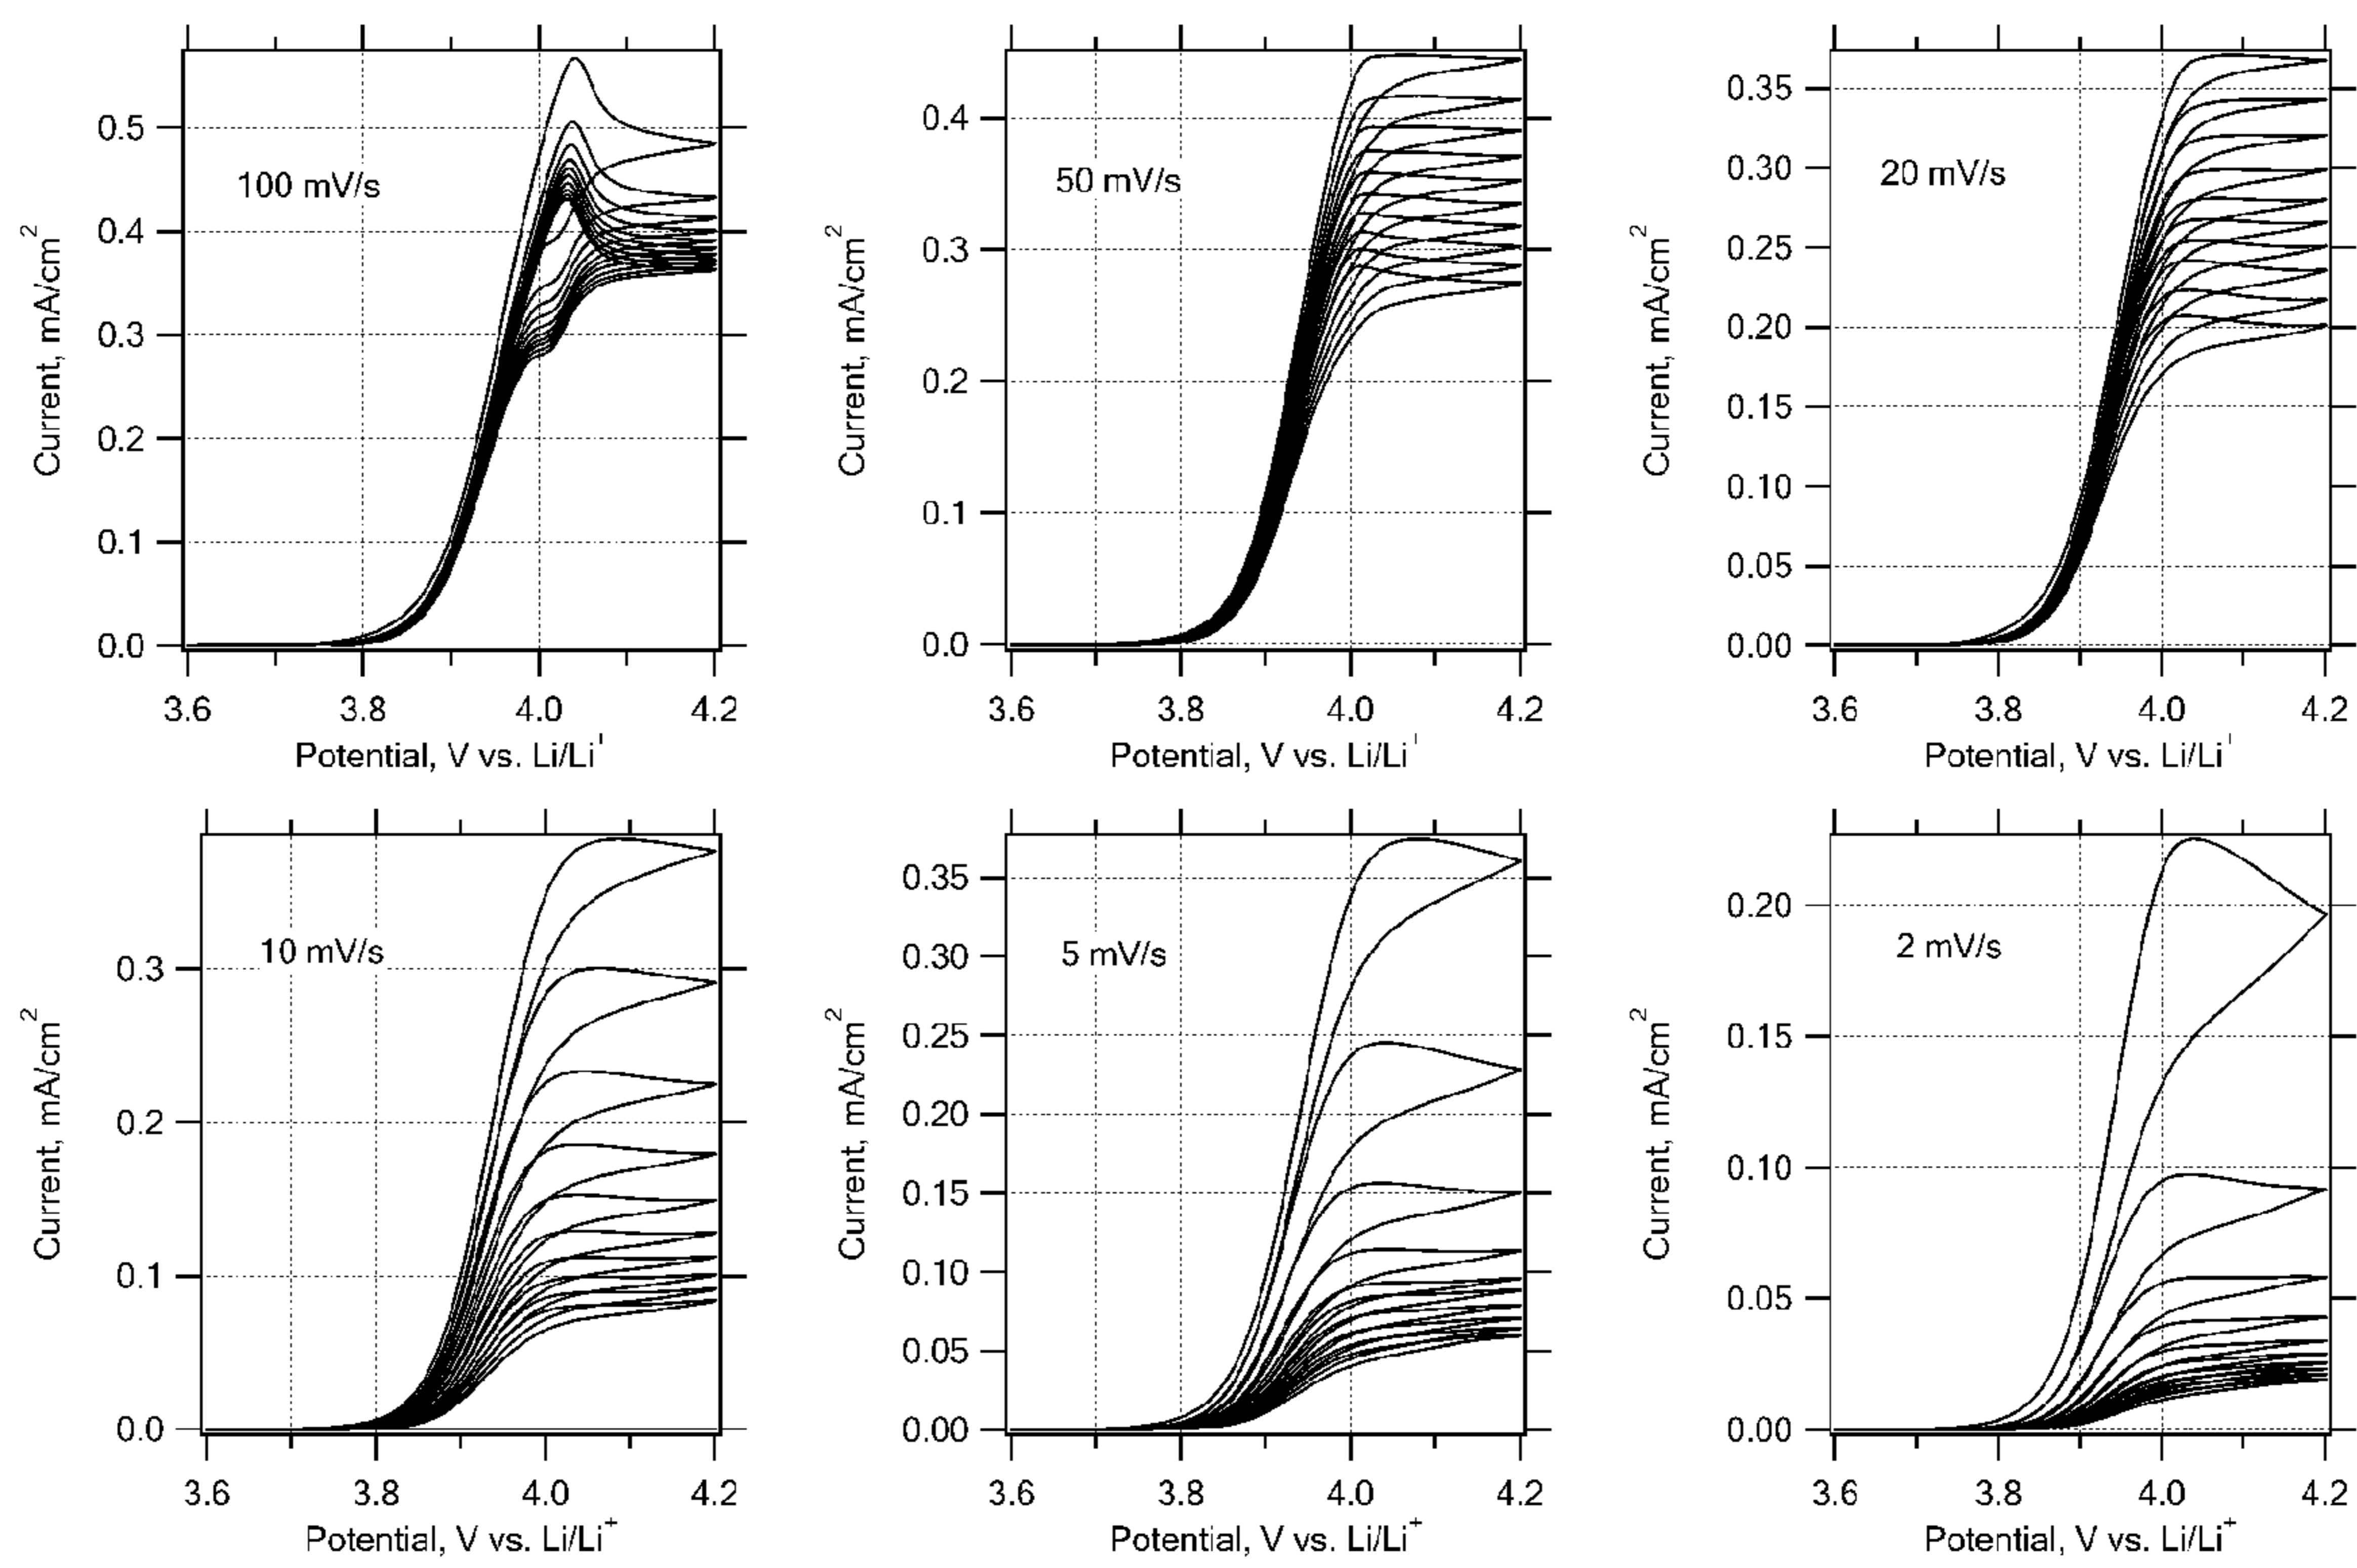 Current, mA/cm²
0.5
0.4
0.3
0.2
0.1
0.0
100 mV/s
3.6 3.8 4.0 4.2
Potential, V vs. Li/Li⁺
Current, mA/cm²
0.4
0.3
0.2
0.1
0.0
50 mV/s
3.6 3.8 4.0 4.2
Potential, V vs. Li/Li⁺
Current, mA/cm²
0.35
0.30
0.25
0.20
0.15
0.10
0.05
0.00
20 mV/s
3.6 3.8 4.0 4.2
Potential, V vs. Li/Li⁺
Current, mA/cm²
0.3
0.2
0.1
0.0
10 mV/s
3.6 3.8 4.0 4.2
Potential, V vs. Li/Li⁺
Current, mA/cm²
0.35
0.30
0.25
0.20
0.15
0.10
0.05
0.00
5 mV/s
3.6 3.8 4.0 4.2
Potential, V vs. Li/Li⁺
Current, mA/cm²
0.20
0.15
0.10
0.05
0.00
2 mV/s
3.6 3.8 4.0 4.2
Potential, V vs. Li/Li⁺